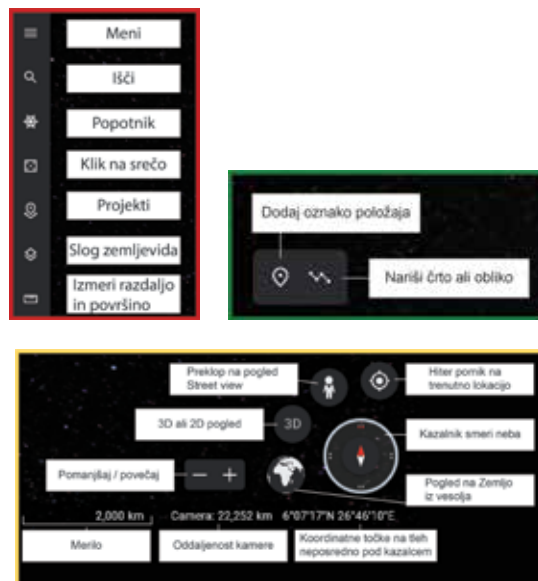 Meni
Išči
Popotnik
Klik na srečo
Projekti
Slog zemljevida
Izmeri razdaljo
in površino
Dodaj oznako položaja
Nariši črto ali obliko
Preklop na pogled
Street view
Hiter pomik na
trenutno lokacijo
3D ali 2D pogled
3D
Kazalnik smeri neba
Pomanjšaj / povečaj
Pogled na Zemljo
iz vesolja
2,000 km
Camera: 22,252 km
6°07'17"N 26°46'10"E
Merilo
Oddaljenost kamere
Koordinatne točke na tleh
neposredno pod kazalcem